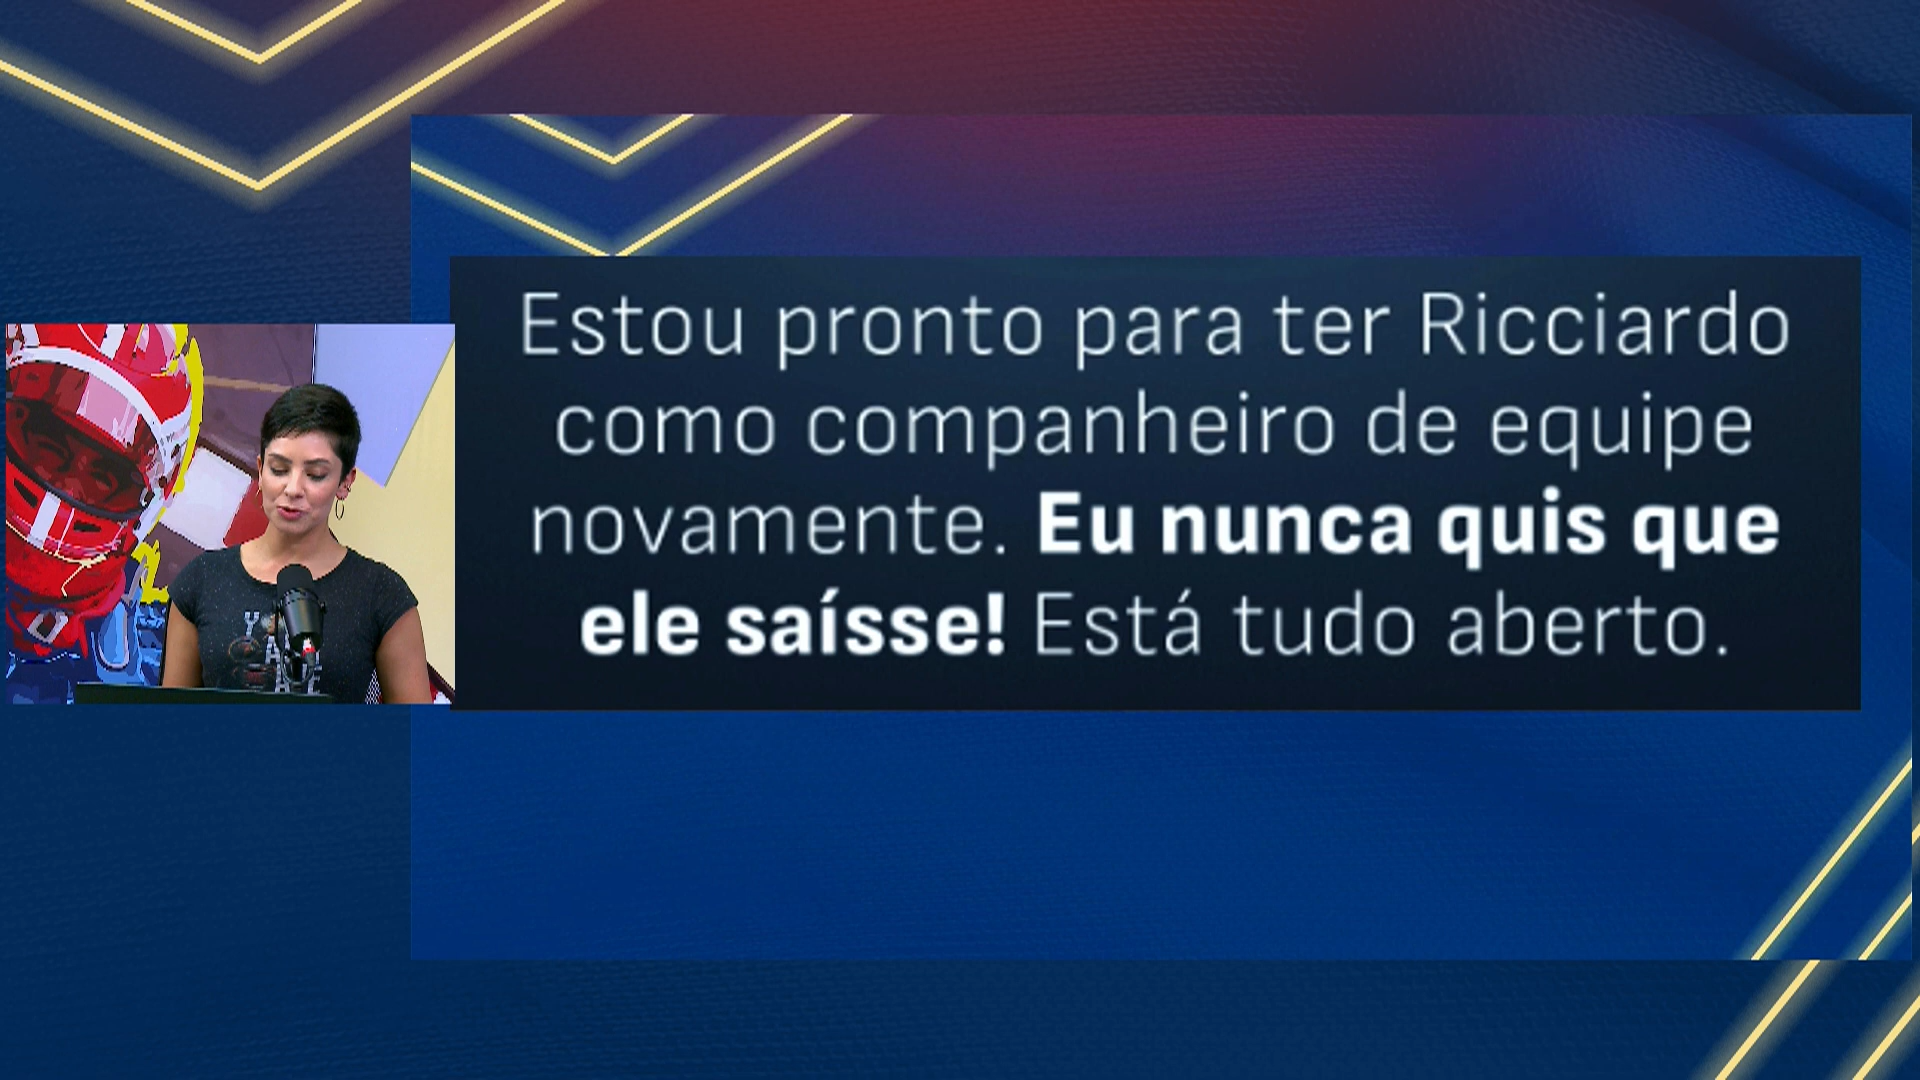 Estou pronto para ter Ricciardo
como companheiro de equipe
novamente. Eu nunca quis que
ele saísse! Está tudo aberto.